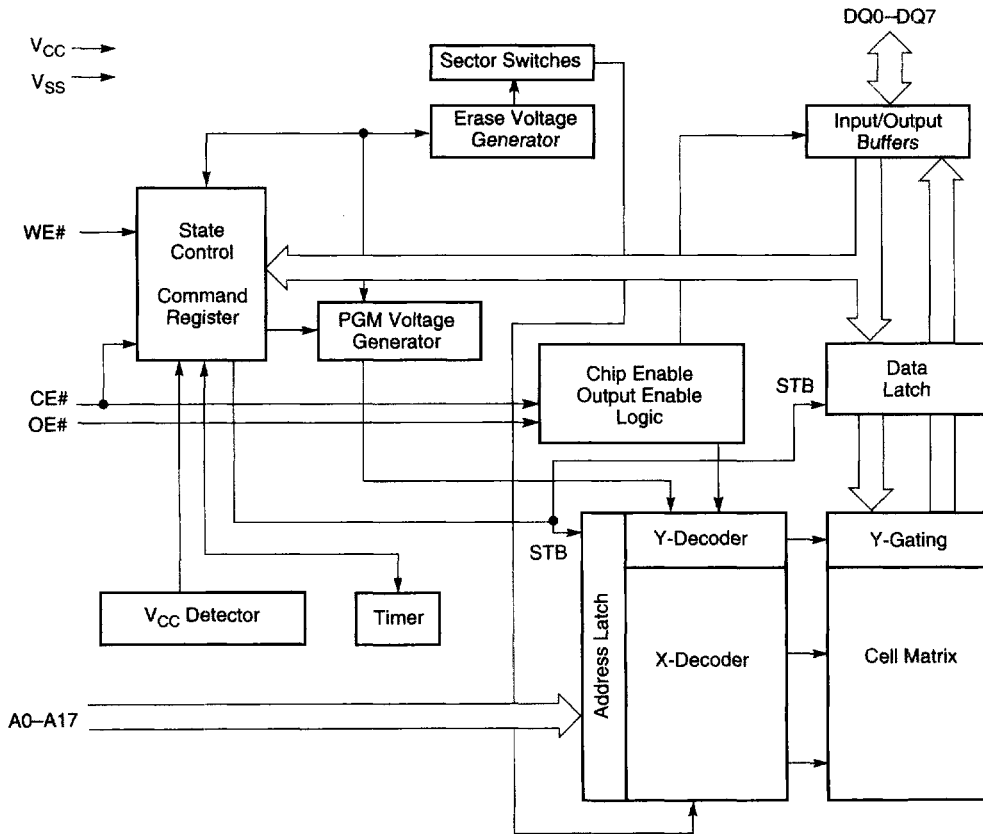 DQ0–DQ7
VCC
VSS
Sector Switches
Erase Voltage
Generator
Input/Output
Buffers
WE#
State
Control
Command
Register
PGM Voltage
Generator
CE#
OE#
Chip Enable
Output Enable
Logic
STB
Data
Latch
STB
Y-Decoder
Y-Gating
VCC Detector
Timer
Address Latch
X-Decoder
Cell Matrix
A0–A17